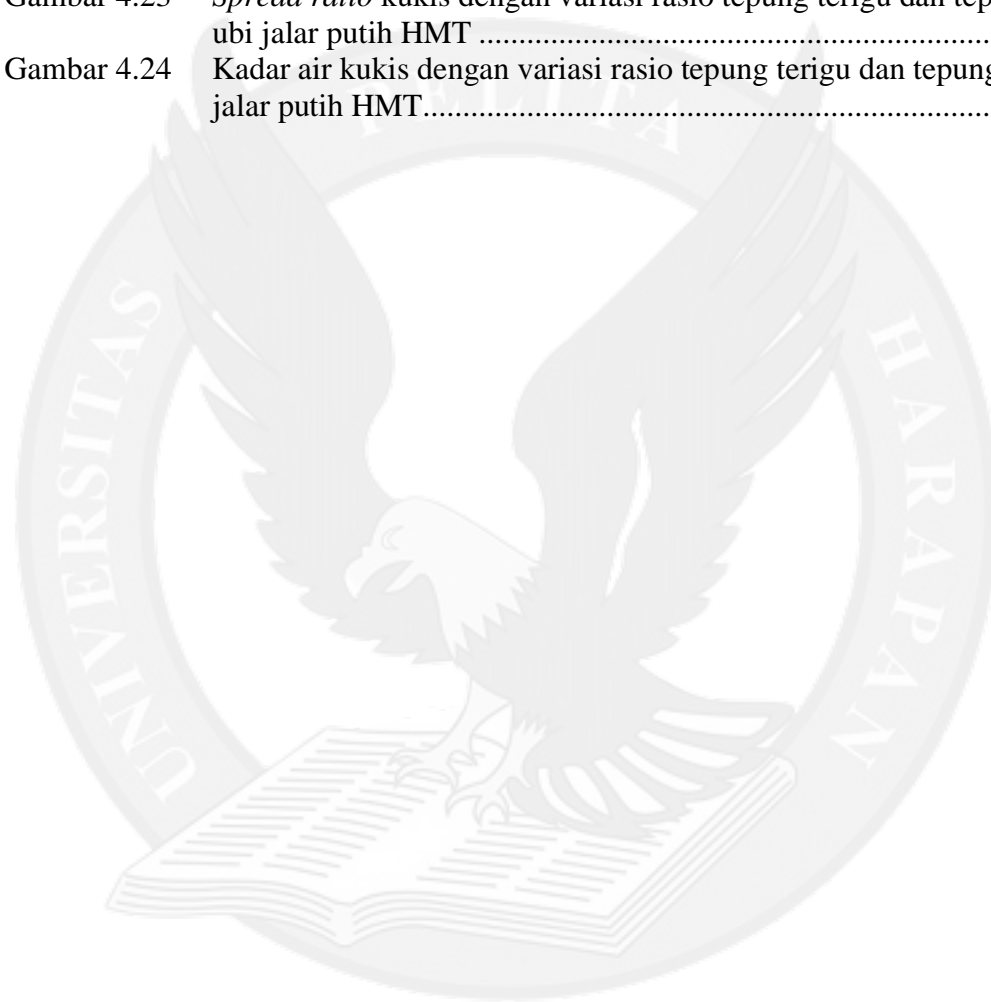 Gambar 4.23 Spread ratio kukis dengan variasi rasio tepung terigu dan
ubi jalar putih HMT ........................................................................
Gambar 4.24 Kadar air kukis dengan variasi rasio tepung terigu dan tepung
jalar putih HMT................................................................................
UNIVERSITAS PELITA HARAPAN